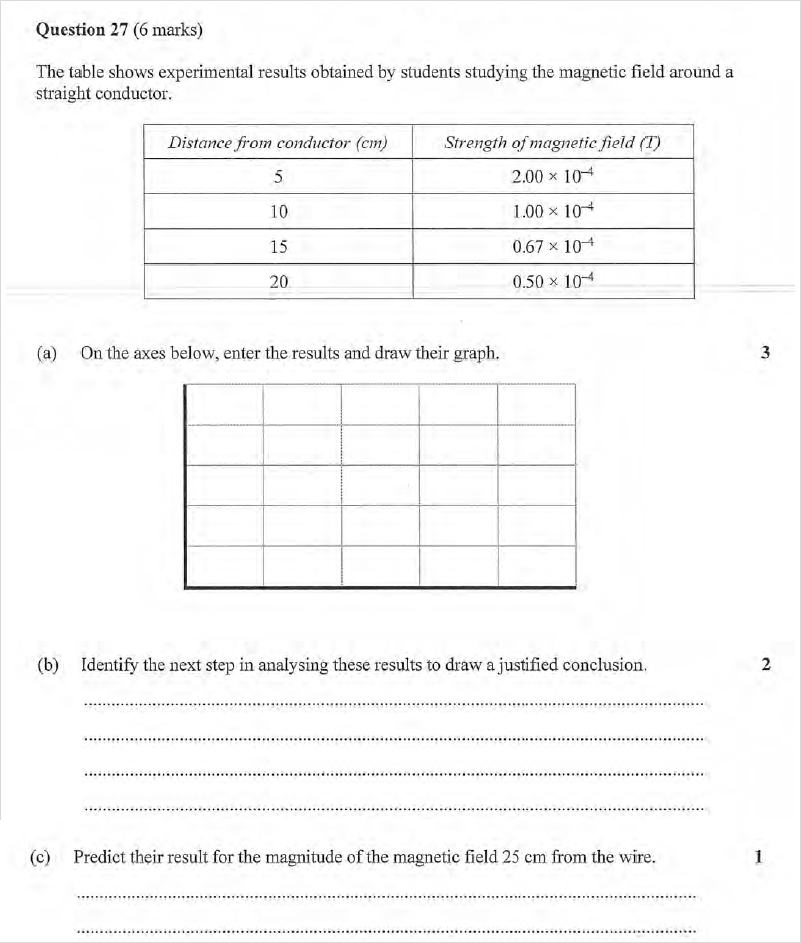 Question 27 (6 marks)
The table shows experimental results obtained by students studying the magnetic field around a
straight conductor.
Distance from conductor (cm) Strength of magnetic field (T)
5 2.00 × 10⁻⁴
10 1.00 × 10⁻⁴
15 0.67 × 10⁻⁴
20 0.50 × 10⁻⁴
(a) On the axes below, enter the results and draw their graph. 3
(b) Identify the next step in analysing these results to draw a justified conclusion. 2
(c) Predict their result for the magnitude of the magnetic field 25 cm from the wire. 1